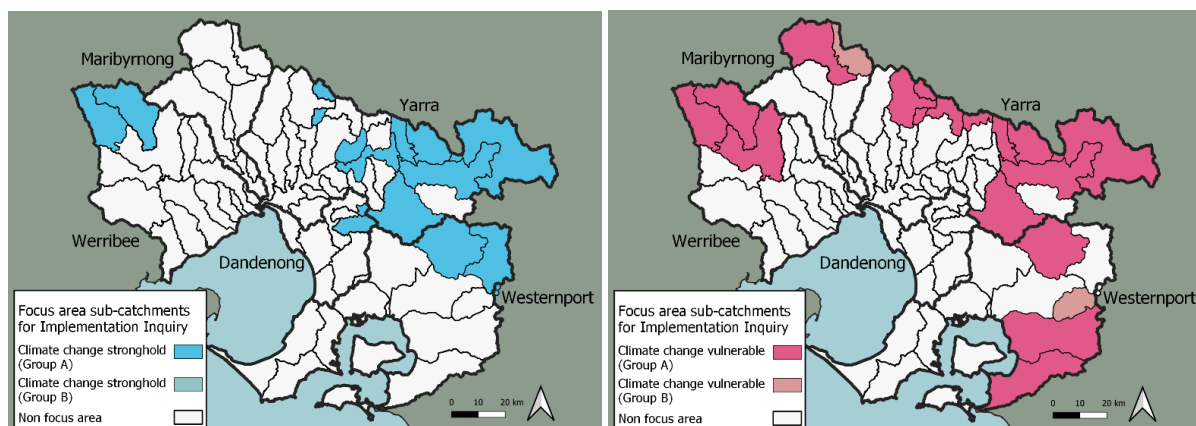 Maribyrnong
Yarra
Werribee
Dandenong
Westernport
Focus area sub-catchments
for Implementation Inquiry
Climate change stronghold
(Group A)
Climate change stronghold
(Group B)
Non focus area
0 10 20 km
Maribyrnong
Yarra
Werribee
Dandenong
Westernport
Focus area sub-catchments
for Implementation Inquiry
Climate change vulnerable
(Group A)
Climate change vulnerable
(Group B)
Non focus area
0 10 20 km